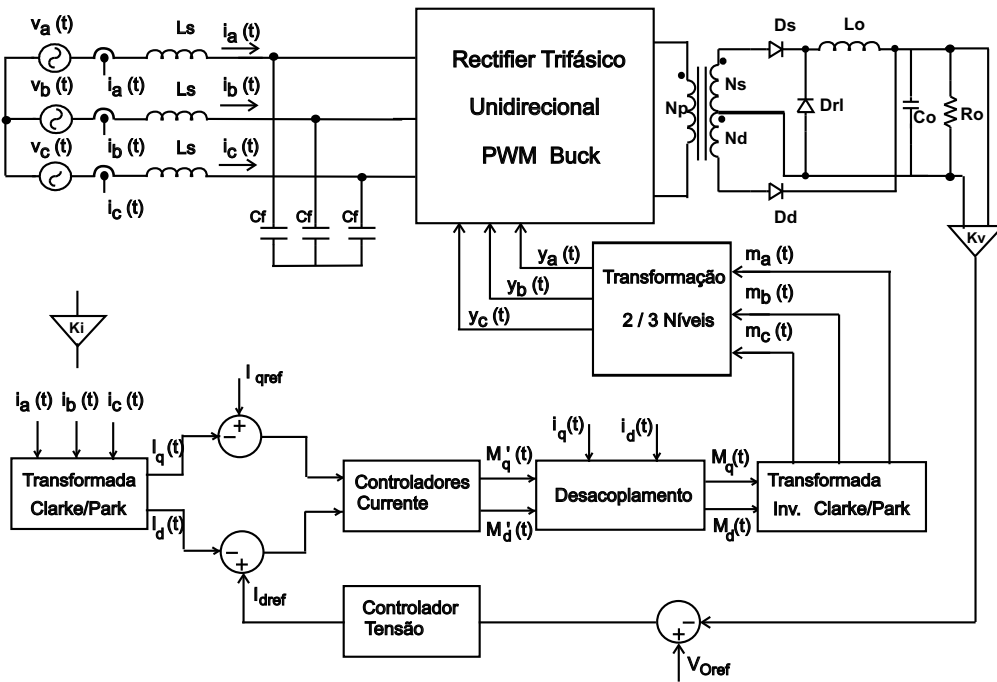 va (t)
Ls
ia (t)
ia (t)
vb (t)
Ls
ib (t)
ib (t)
vc (t)
Ls
ic (t)
ic (t)
Cf
Cf
Cf
Rectifier Trifásico
Unidirecional
PWM Buck
Np
Ns
Nd
Ds
Lo
Drl
Co
Ro
Dd
Kv
ya (t)
yb (t)
yc (t)
Transformação
2 / 3 Níveis
ma (t)
mb (t)
mc (t)
Ki
ia (t)
ib (t)
ic (t)
Transformada
Clarke/Park
Iq(t)
Id(t)
I qref
Idref
Controladores
Currente
Mq'(t)
Md'(t)
iq(t)
id(t)
Desacoplamento
Mq(t)
Md(t)
Transformada
Inv. Clarke/Park
Controlador
Tensão
VOref